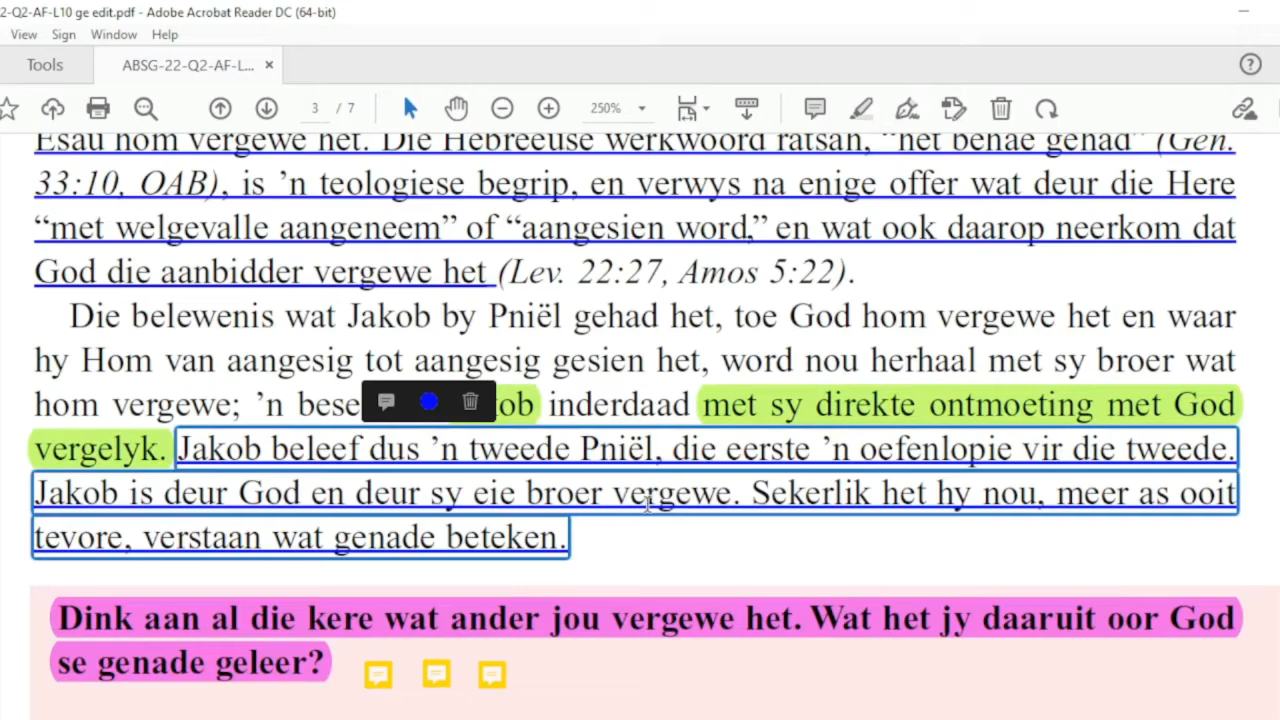 2-Q2-AF-L10 ge edit.pdf - Adobe Acrobat Reader DC (64-bit)
View Sign Window Help
Tools ABSG-22-Q2-AF-L... ×
3 / 7 250%
Esau hom vergewe het. Die Hebreeuse werkwoord ratsah, “het behae gehad” (Gen.
33:10, OAB), is ’n teologiese begrip, en verwys na enige offer wat deur die Here
“met welgevalle aangeneem” of “aangesien word,” en wat ook daarop neerkom dat
God die aanbidder vergewe het (Lev. 22:27, Amos 5:22).
Die belewenis wat Jakob by Pniël gehad het, toe God hom vergewe het en waar
hy Hom van aangesig tot aangesig gesien het, word nou herhaal met sy broer wat
hom vergewe; ’n bese ob inderdaad met sy direkte ontmoeting met God
vergelyk. Jakob beleef dus ’n tweede Pniël, die eerste ’n oefenlopie vir die tweede.
Jakob is deur God en deur sy eie broer vergewe. Sekerlik het hy nou, meer as ooit
tevore, verstaan wat genade beteken.
Dink aan al die kere wat ander jou vergewe het. Wat het jy daaruit oor God
se genade geleer?